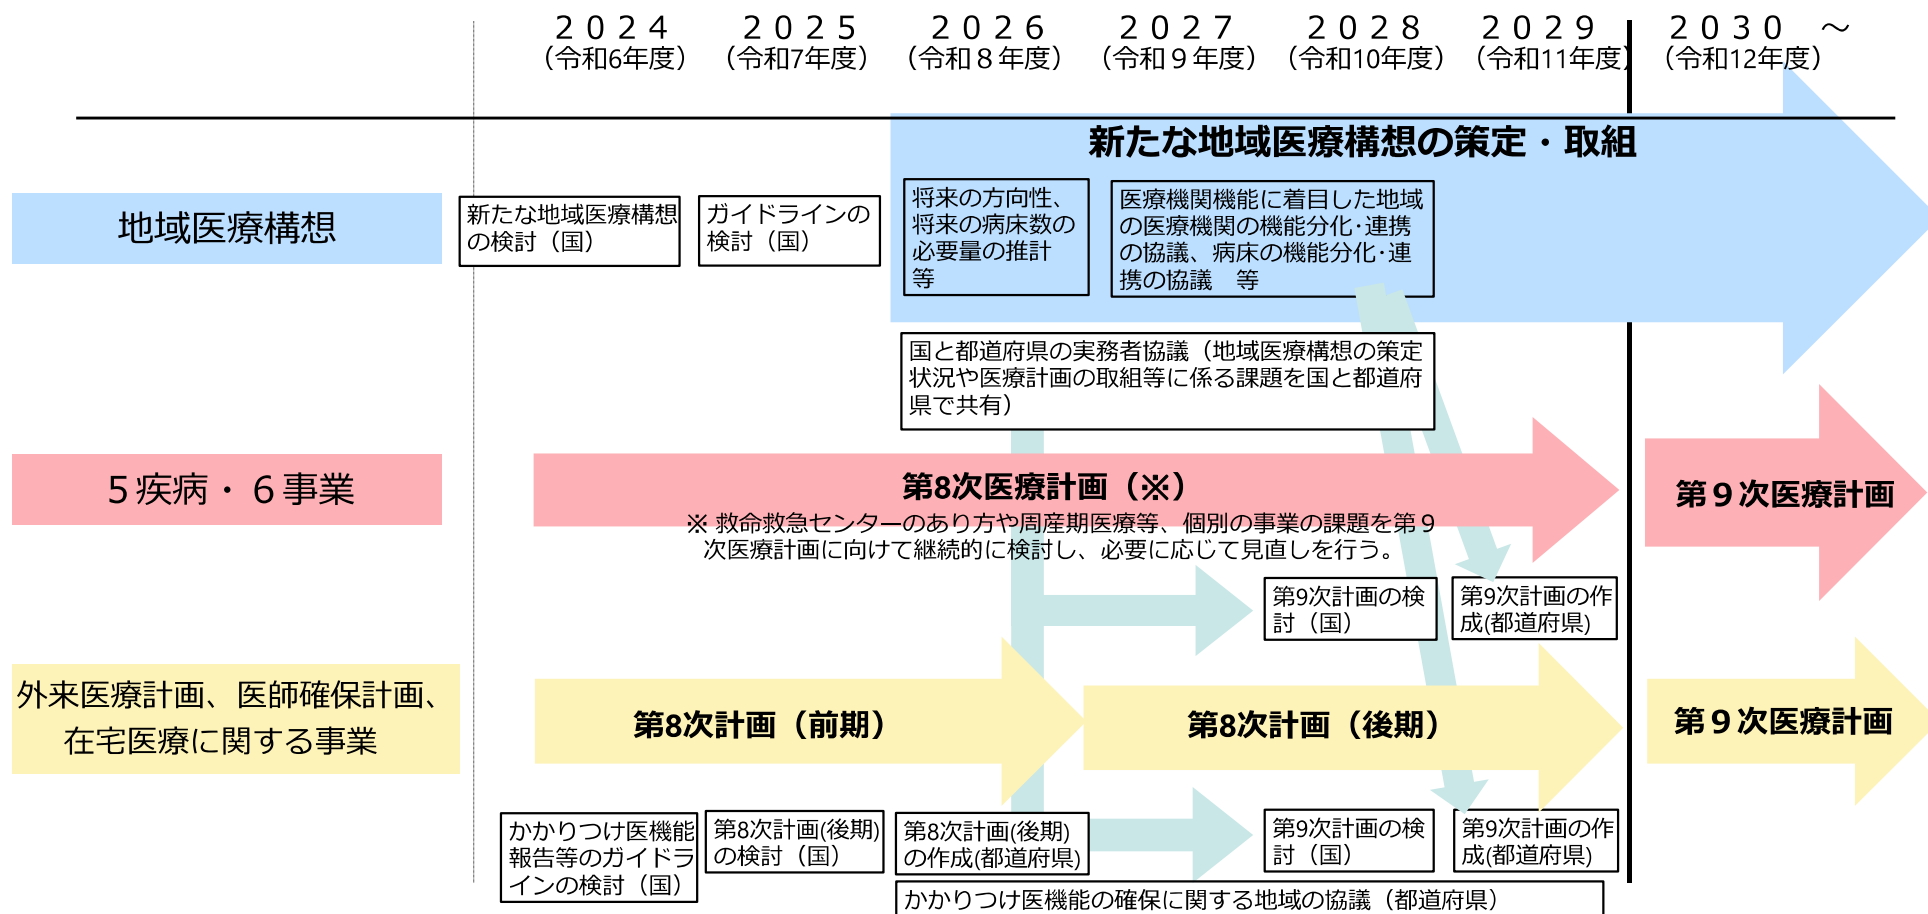 ２０２４
（令和6年度）
２０２５
（令和7年度）
２０２６
（令和８年度）
２０２７
（令和９年度）
２０２８
（令和10年度）
２０２９
（令和11年度）
２０３０　～
（令和12年度）
新たな地域医療構想の策定・取組
地域医療構想
新たな地域医療構想
の検討（国）
ガイドラインの
検討（国）
将来の方向性、
将来の病床数の
必要量の推計
等
医療機関機能に着目した地域
の医療機関の機能分化･連携
の協議、病床の機能分化･連
携の協議　等
国と都道府県の実務者協議（地域医療構想の策定
状況や医療計画の取組等に係る課題を国と都道府
県で共有）
５疾病・６事業
第8次医療計画（※）
※ 救命救急センターのあり方や周産期医療等、個別の事業の課題を第９
次医療計画に向けて継続的に検討し、必要に応じて見直しを行う。
第９次医療計画
第9次計画の検
討（国）
第9次計画の作
成(都道府県)
外来医療計画、医師確保計画、
在宅医療に関する事業
第8次計画（前期）
第8次計画（後期）
第９次医療計画
かかりつけ医機能
報告等のガイドラ
インの検討（国）
第8次計画(後期)
の検討（国）
第8次計画(後期)
の作成(都道府県)
第9次計画の検
討（国）
第9次計画の作
成(都道府県)
かかりつけ医機能の確保に関する地域の協議（都道府県）